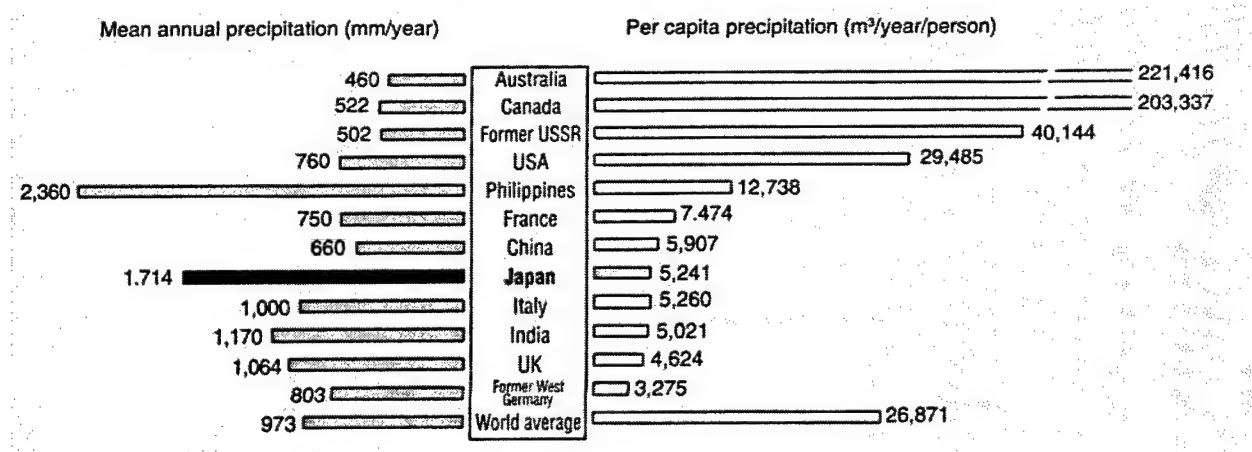 Mean annual precipitation (mm/year) Per capita precipitation (m³/year/person)
460 Australia 221,416
522 Canada 203,337
502 Former USSR 40,144
760 USA 29,485
2,360 Philippines 12,738
750 France 7.474
660 China 5,907
1.714 Japan 5,241
1,000 Italy 5,260
1,170 India 5,021
1,064 UK 4,624
803 Former West Germany 3,275
973 World average 26,871